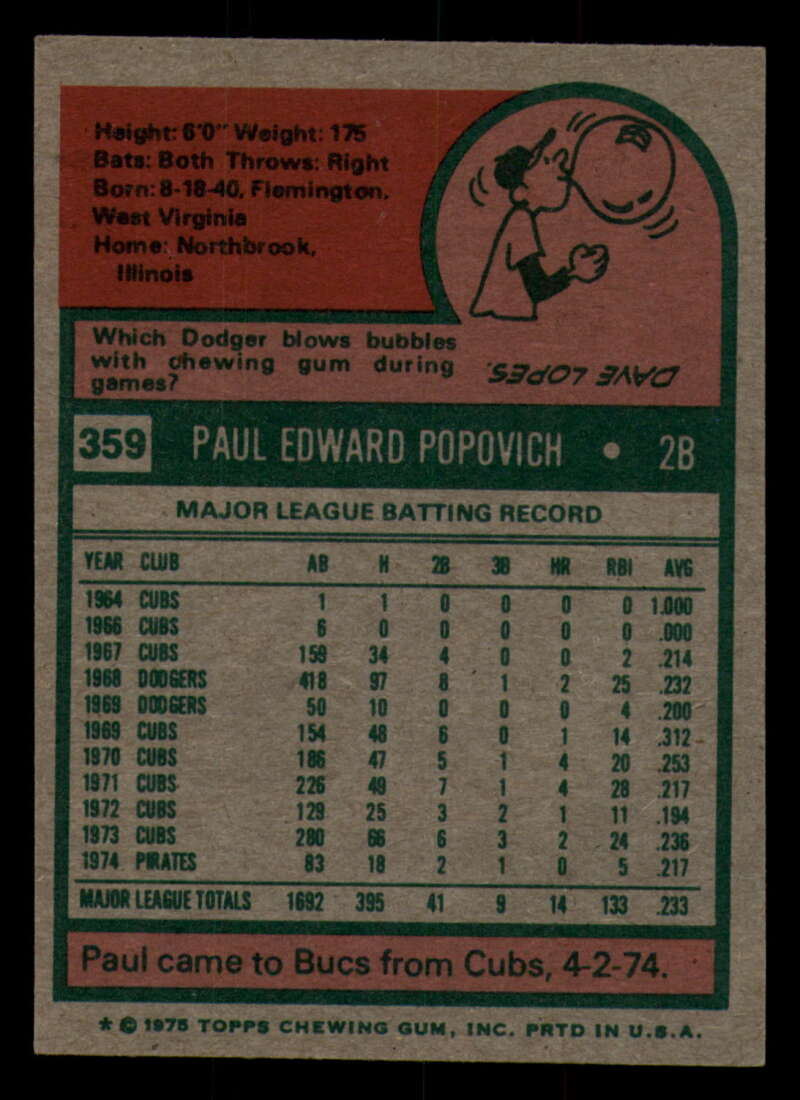 Height: 6'0" Weight: 175
Bats: Both Throws: Right
Born: 8-18-40, Flemington,
West Virginia
Home: Northbrook,
Illinois
Which Dodger blows bubbles
with chewing gum during
games?
DAVE LOPES.
359 PAUL EDWARD POPOVICH • 2B
MAJOR LEAGUE BATTING RECORD
YEAR CLUB AB H 2B 3B HR RBI AVG
1964 CUBS 1 1 0 0 0 0 1.000
1966 CUBS 6 0 0 0 0 0 .000
1967 CUBS 159 34 4 0 0 2 .214
1968 DODGERS 418 97 8 1 2 25 .232
1969 DODGERS 50 10 0 0 0 4 .200
1969 CUBS 154 48 6 0 1 14 .312
1970 CUBS 186 47 5 1 4 20 .253
1971 CUBS 226 49 7 1 4 28 .217
1972 CUBS 129 25 3 2 1 11 .194
1973 CUBS 280 66 6 3 2 24 .236
1974 PIRATES 83 18 2 1 0 5 .217
MAJOR LEAGUE TOTALS 1692 395 41 9 14 133 .233
Paul came to Bucs from Cubs, 4-2-74.
* © 1975 TOPPS CHEWING GUM, INC. PRTD IN U.S.A.